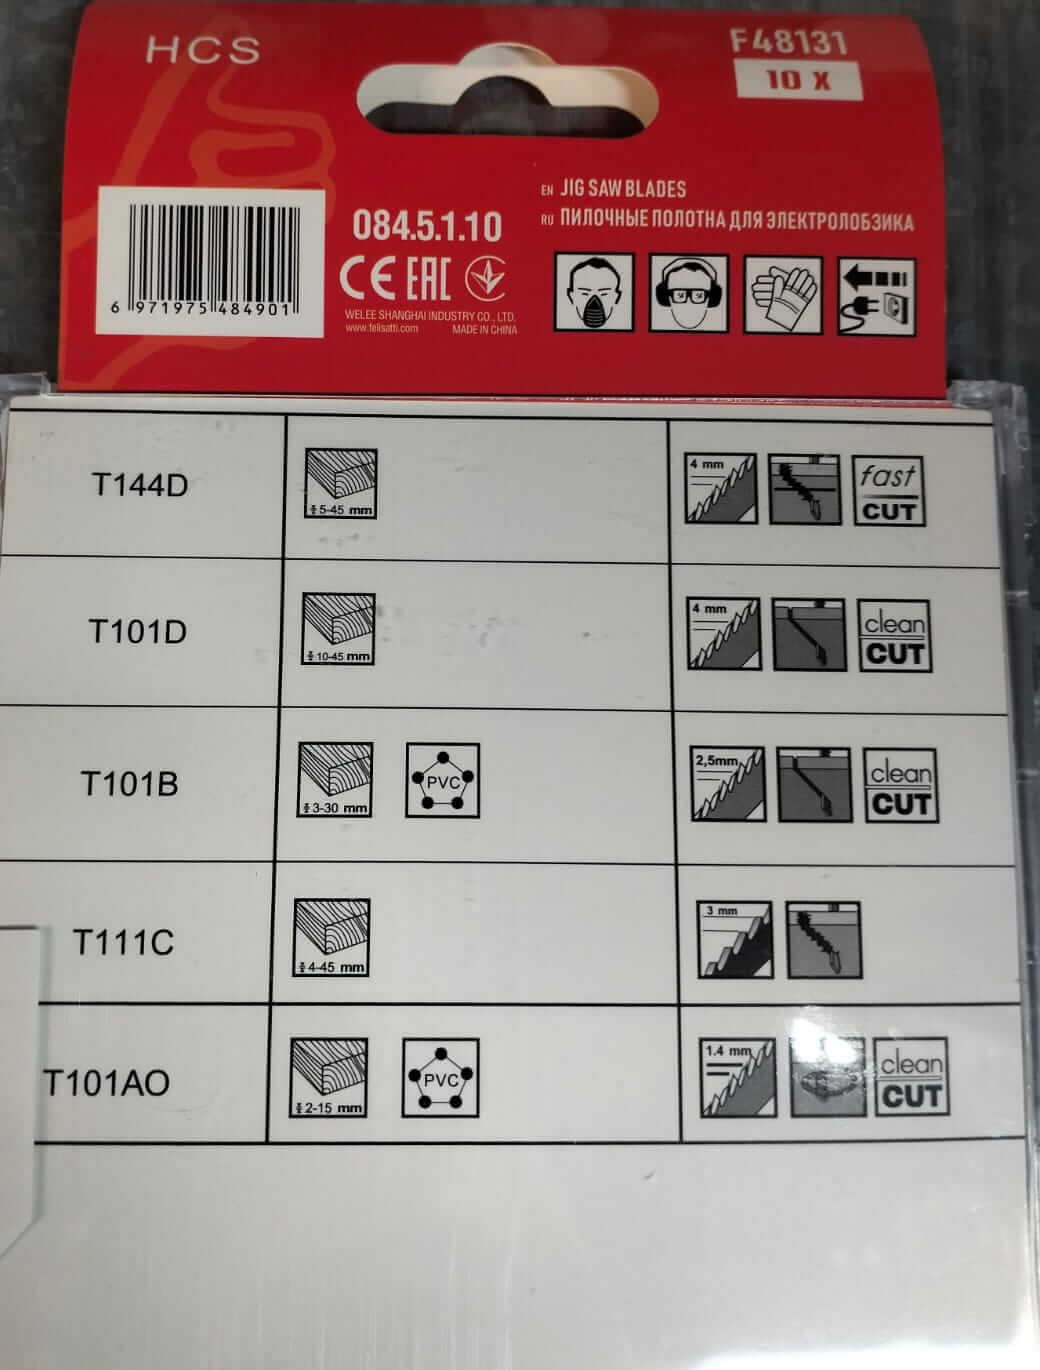 HCS
F48131
10 X
EN JIG SAW BLADES
RU ПИЛОЧНЫЕ ПОЛОТНА ДЛЯ ЭЛЕКТРОЛОБЗИКА
084.5.1.10
CE EAC
WELEE SHANGHAI INDUSTRY CO., LTD.
www.felisatti.com MADE IN CHINA
6 971975 484901
T144D
5-45 mm
4 mm
fast
CUT
T101D
10-45 mm
4 mm
clean
CUT
T101B
3-30 mm
PVC
2,5mm
clean
CUT
T111C
4-45 mm
3 mm
T101AO
2-15 mm
PVC
1.4 mm
clean
CUT